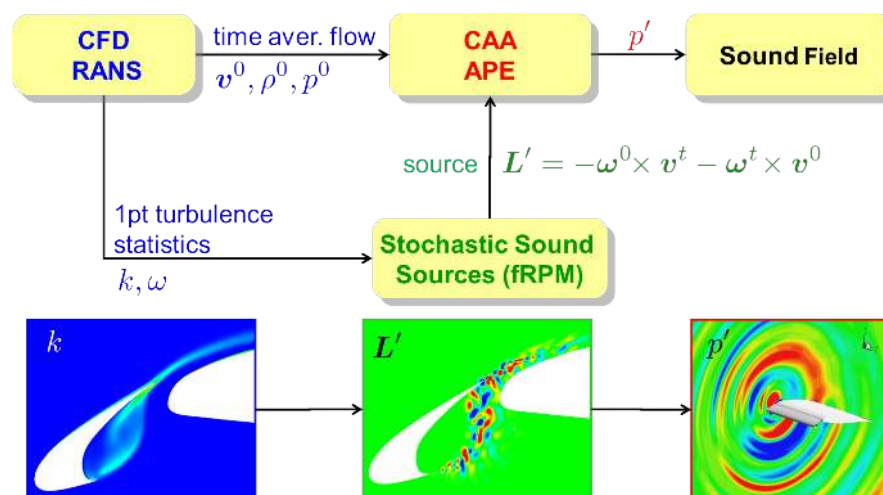 CFD
RANS
time aver. flow
𝒗⁰, ρ⁰, p⁰
CAA
APE
p′
Sound Field
source
𝑳′ = −𝝎⁰ × 𝒗ᵗ − 𝝎ᵗ × 𝒗⁰
1pt turbulence
statistics
k, ω
Stochastic Sound
Sources (fRPM)
k
𝑳′
p′